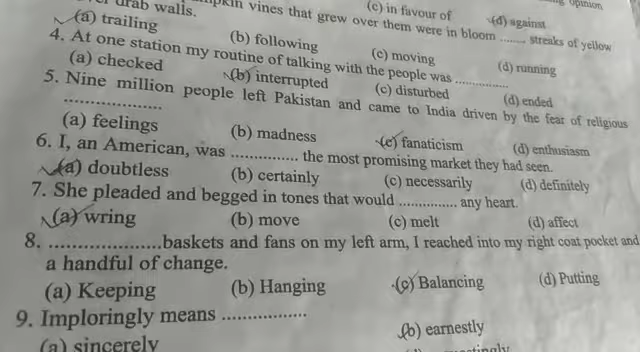 urab walls.
(c) in favour of (d) against
pumpkin vines that grew over them were in bloom ........ streaks of yellow
(a) trailing (b) following (c) moving (d) running
4. At one station my routine of talking with the people was ...............
(a) checked (b) interrupted (c) disturbed (d) ended
5. Nine million people left Pakistan and came to India driven by the fear of religious
....................
(a) feelings (b) madness (c) fanaticism (d) enthusiasm
6. I, an American, was ............... the most promising market they had seen.
(a) doubtless (b) certainly (c) necessarily (d) definitely
7. She pleaded and begged in tones that would ............... any heart.
(a) wring (b) move (c) melt (d) affect
8. .....................baskets and fans on my left arm, I reached into my right coat pocket and
a handful of change.
(a) Keeping (b) Hanging (c) Balancing (d) Putting
9. Imploringly means .................
(a) sincerely (b) earnestly